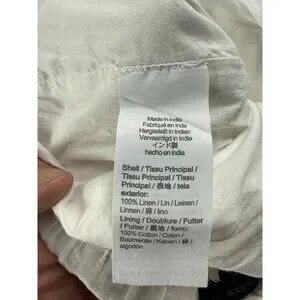 Made in India
Fabriqué en Inde
Hergestellt in Indien
Vervaardigd in India
インド製
hecho en india
Shell / Tissu Principal /
Tissu Principal / Tissu
Principal / 表地 / tela
exterior:
100% Linen / Lin / Leinen /
Linnen / 麻 / lino
Lining / Doublure / Futter
/ Futter / 裏地 / forro:
100% Cotton / Coton /
Baumwolle / Katoen / 綿 /
algodón